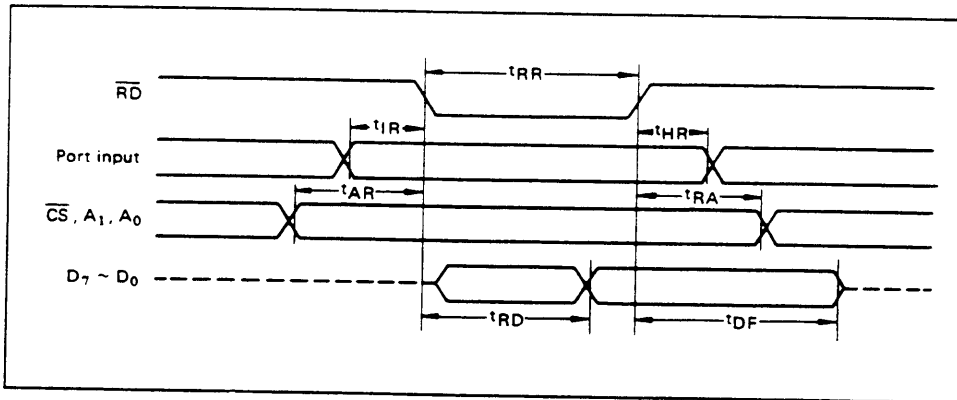 tRR
RD
tIR
tHR
Port input
tAR
tRA
CS, A1, A0
D7 ~ D0
tRD
tDF